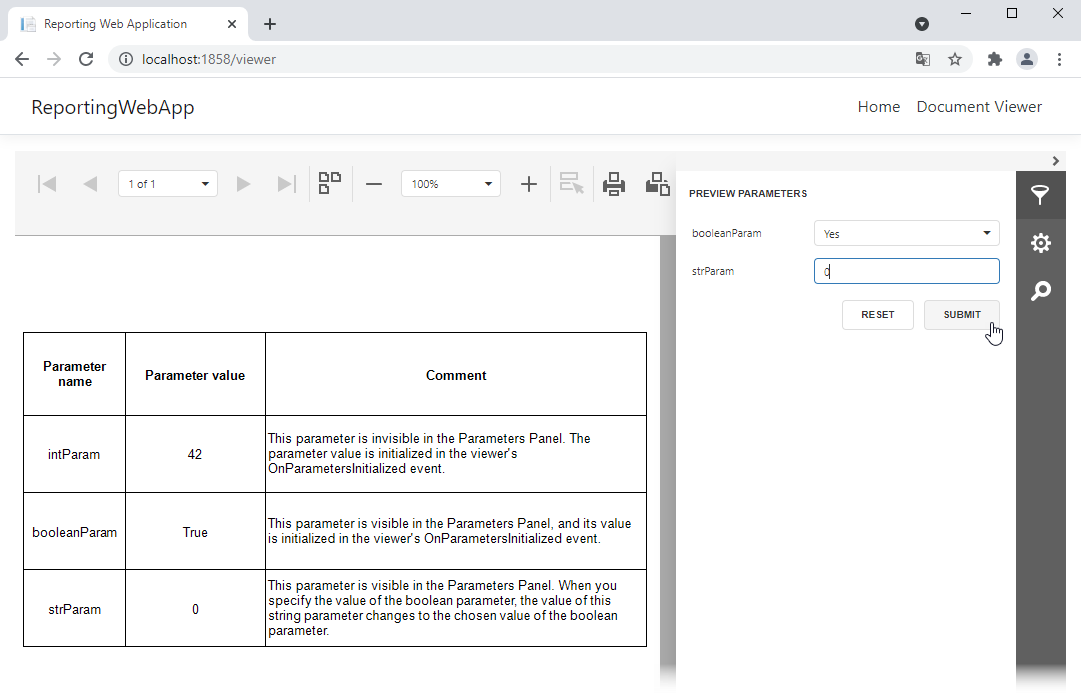 Reporting Web Application
localhost:1858/viewer
ReportingWebApp
Home
Document Viewer
1 of 1
100%
PREVIEW PARAMETERS
booleanParam
Yes
strParam
0
RESET
SUBMIT
Parameter
name
Parameter value
Comment
intParam
42
This parameter is invisible in the Parameters Panel. The
parameter value is initialized in the viewer's
OnParametersInitialized event.
booleanParam
True
This parameter is visible in the Parameters Panel, and its value
is initialized in the viewer's OnParametersInitialized event.
strParam
0
This parameter is visible in the Parameters Panel. When you
specify the value of the boolean parameter, the value of this
string parameter changes to the chosen value of the boolean
parameter.